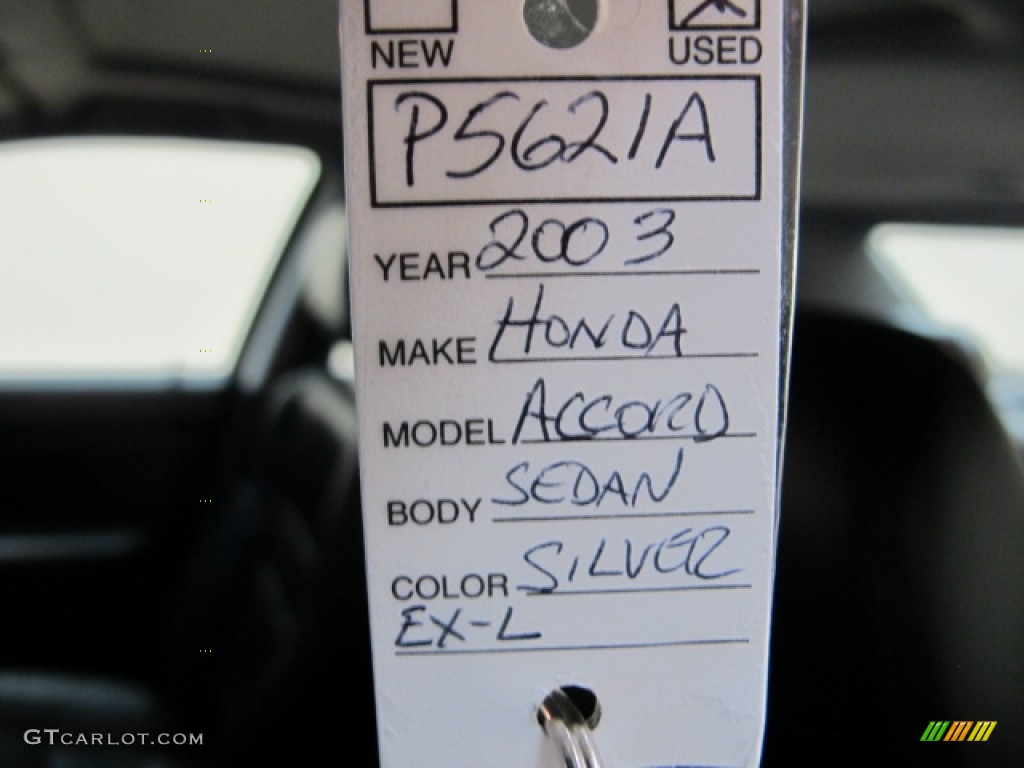 NEW USED
P5621A
YEAR 2003
MAKE HONDA
MODEL ACCORD
BODY SEDAN
COLOR SILVER
EX-L
GTCARLOT.COM